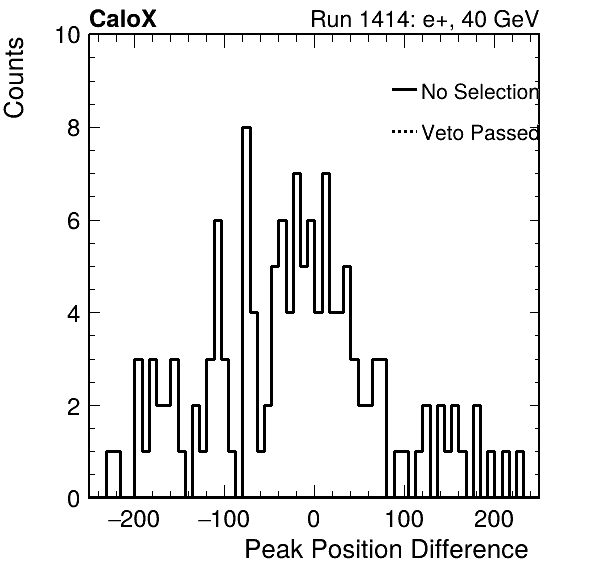 CaloX Run 1414: e+, 40 GeV
Counts
10
8
6
4
2
0
No Selection
Veto Passed
−200 −100 0 100 200
Peak Position Difference